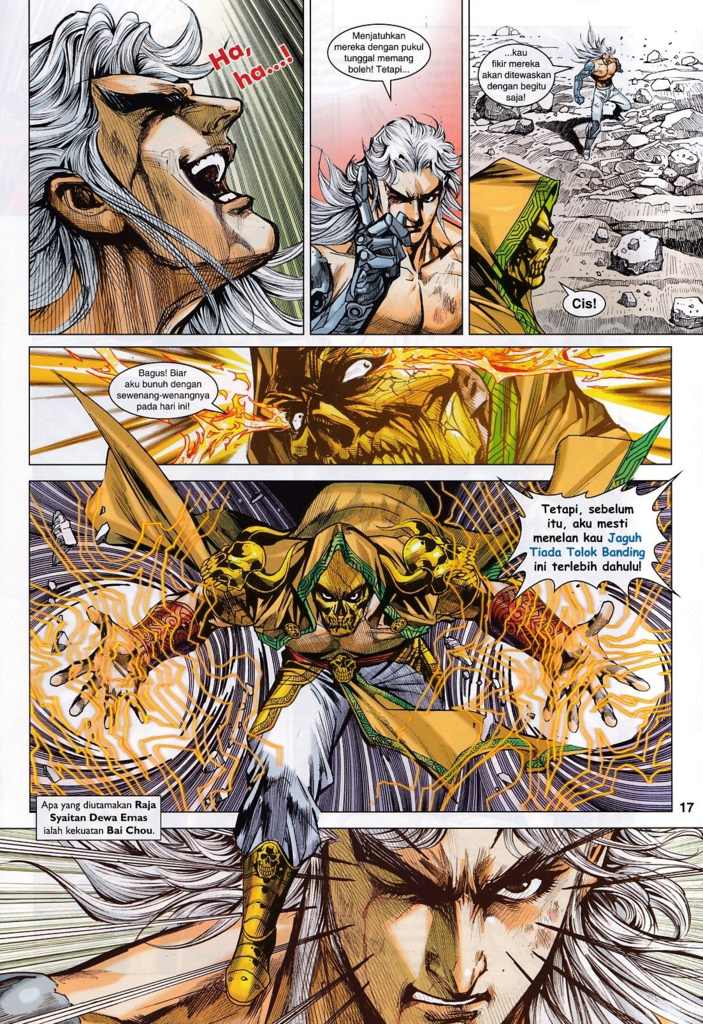 Ha,
ha...!
Menjatuhkan
mereka dengan pukul
tunggal memang
boleh! Tetapi...
...kau
fikir mereka
akan ditewaskan
dengan begitu
saja!
Cis!
Bagus! Biar
aku bunuh dengan
sewenang-wenangnya
pada hari ini!
Tetapi, sebelum
itu, aku mesti
menelan kau Jaguh
Tiada Tolok Banding
ini terlebih dahulu!
Apa yang diutamakan Raja
Syaitan Dewa Emas
ialah kekuatan Bai Chou.
17